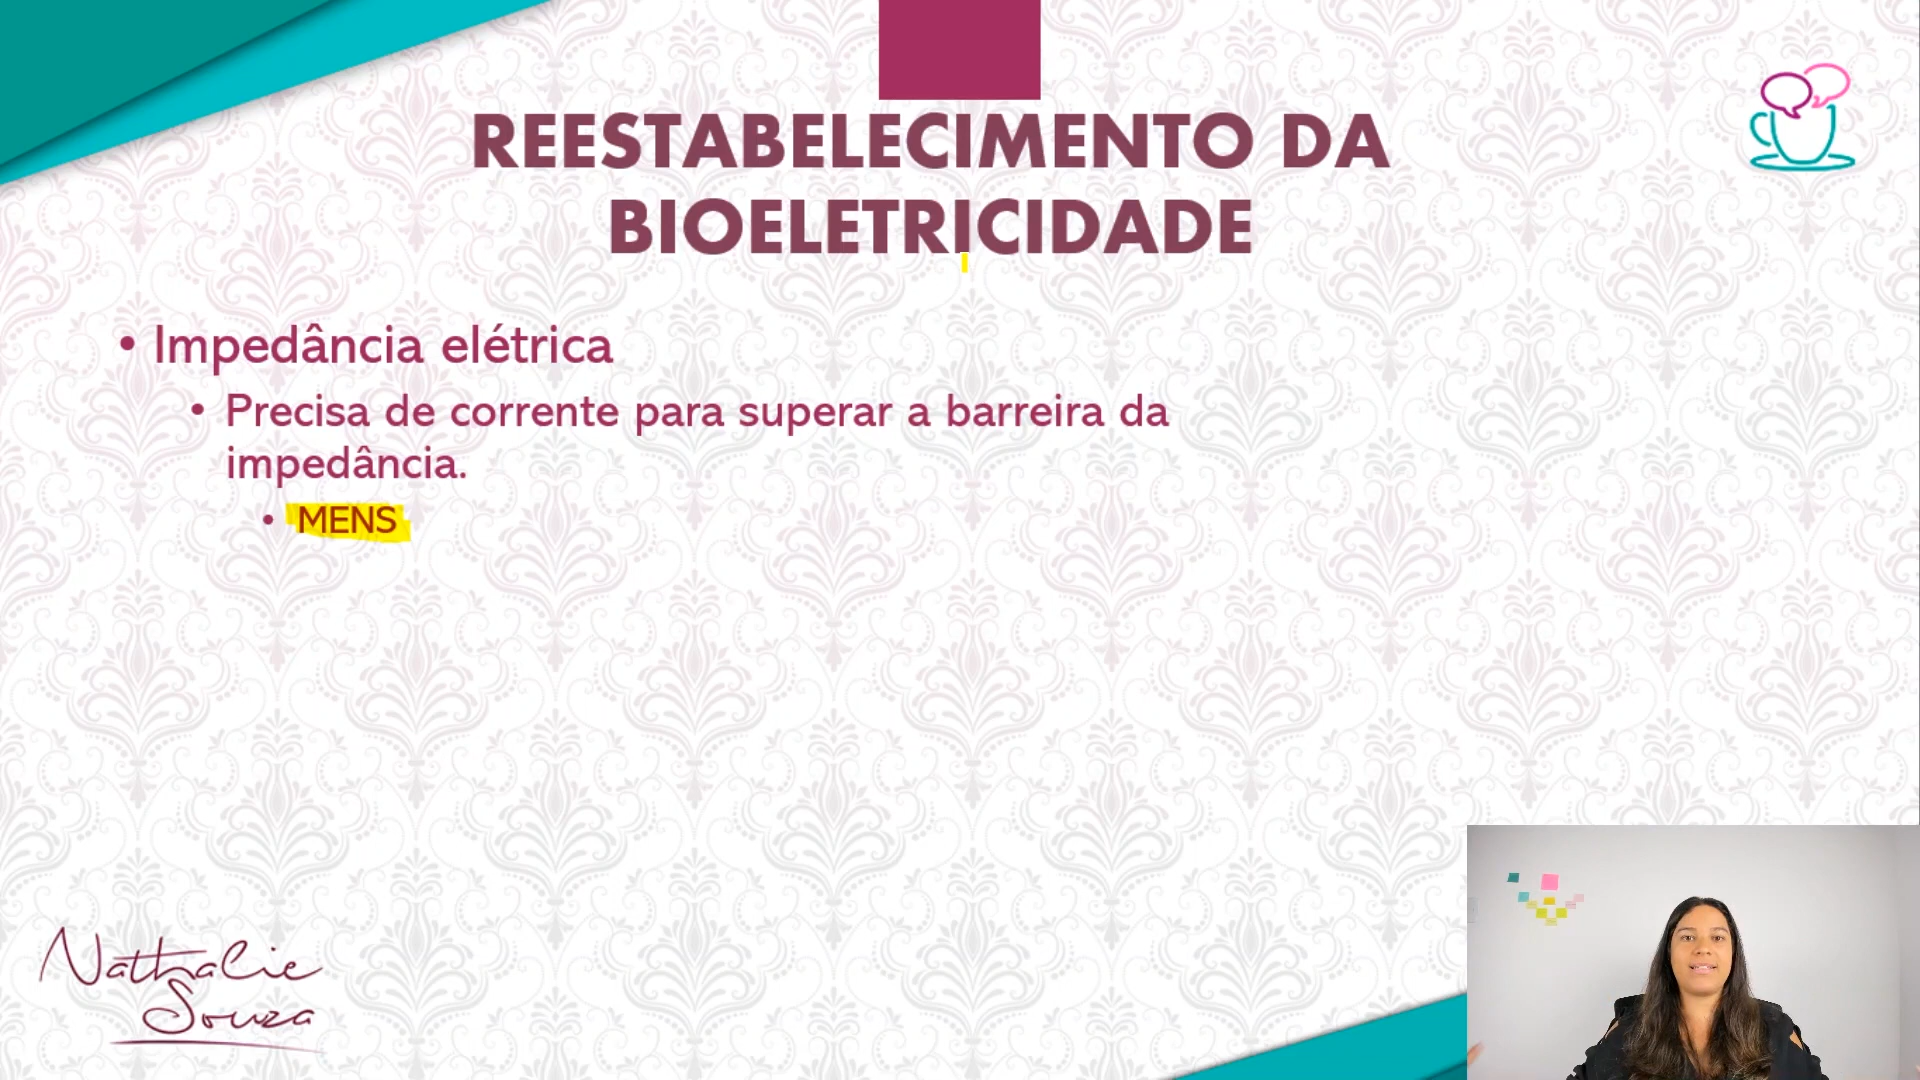 REESTABELECIMENTO DA
BIOELETRICIDADE
• Impedância elétrica
• Precisa de corrente para superar a barreira da
impedância.
• MENS
Nathalie
Souza